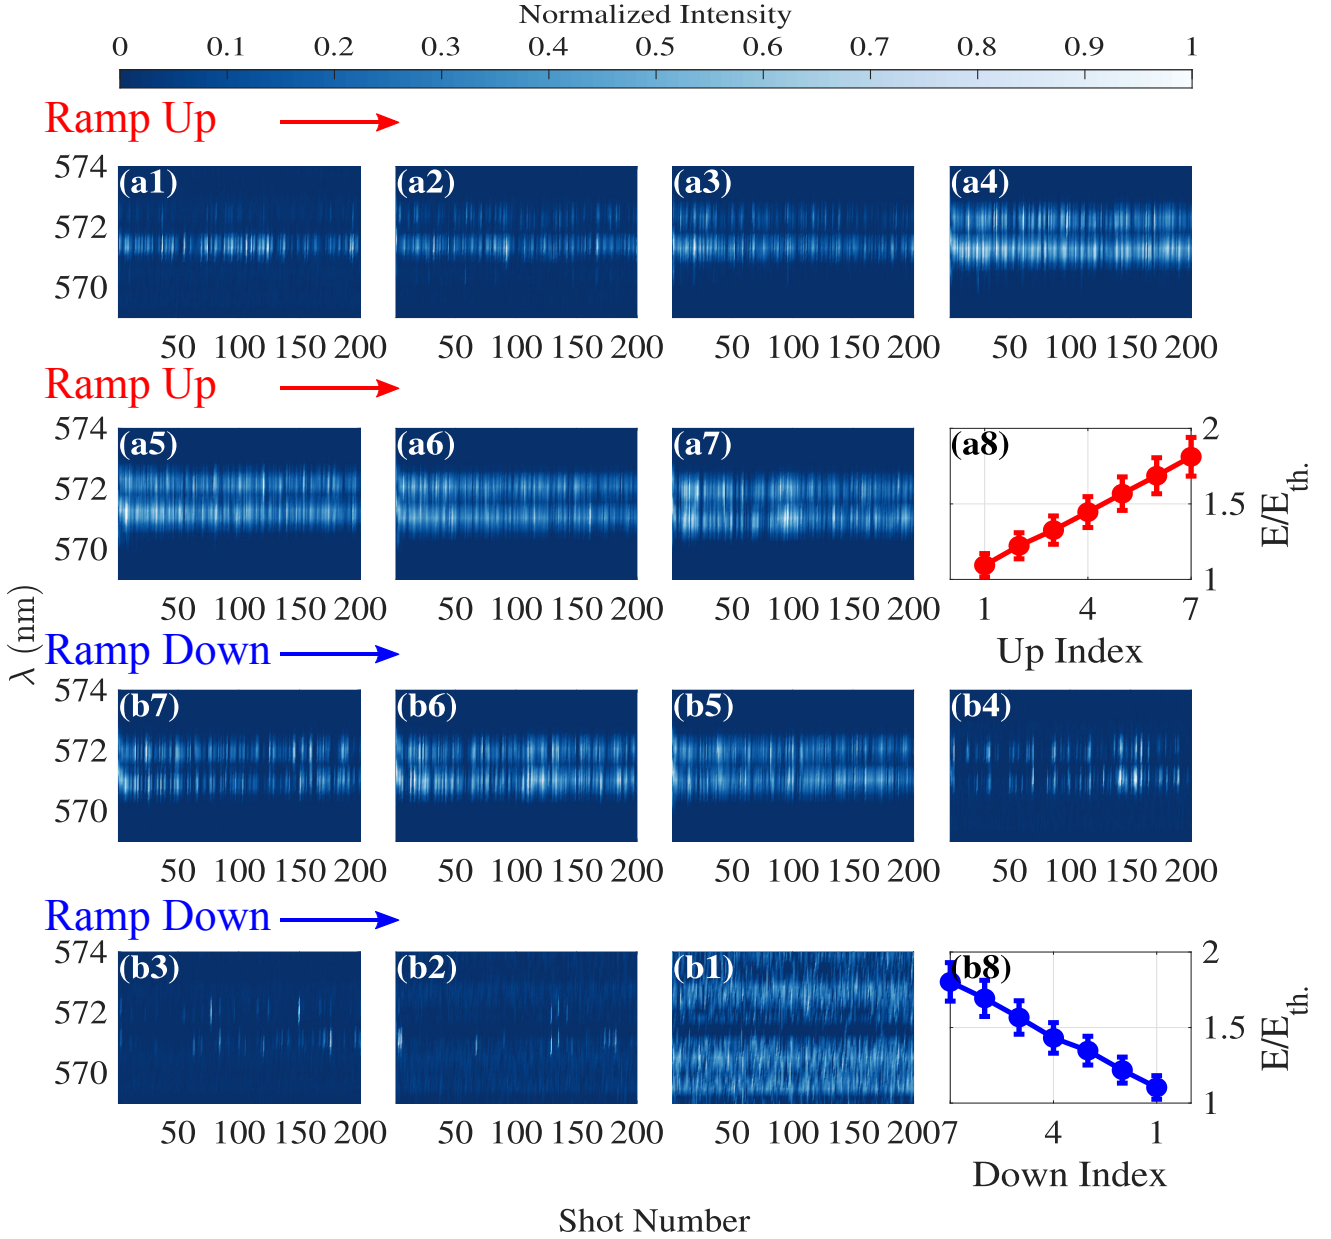 Normalized Intensity
0 0.1 0.2 0.3 0.4 0.5 0.6 0.7 0.8 0.9 1
Ramp Up
574 (a1) (a2) (a3) (a4)
572
570
50 100 150 200 50 100 150 200 50 100 150 200 50 100 150 200
Ramp Up
574 (a5) (a6) (a7) (a8) 2
572
1.5
570
1
E/E_th.
50 100 150 200 50 100 150 200 50 100 150 200 1 4 7
Up Index
λ (nm)
Ramp Down
574 (b7) (b6) (b5) (b4)
572
570
50 100 150 200 50 100 150 200 50 100 150 200 50 100 150 200
Ramp Down
574 (b3) (b2) (b1) (b8) 2
572
1.5
570
1
E/E_th.
50 100 150 200 50 100 150 200 50 100 150 200 7 4 1
Down Index
Shot Number